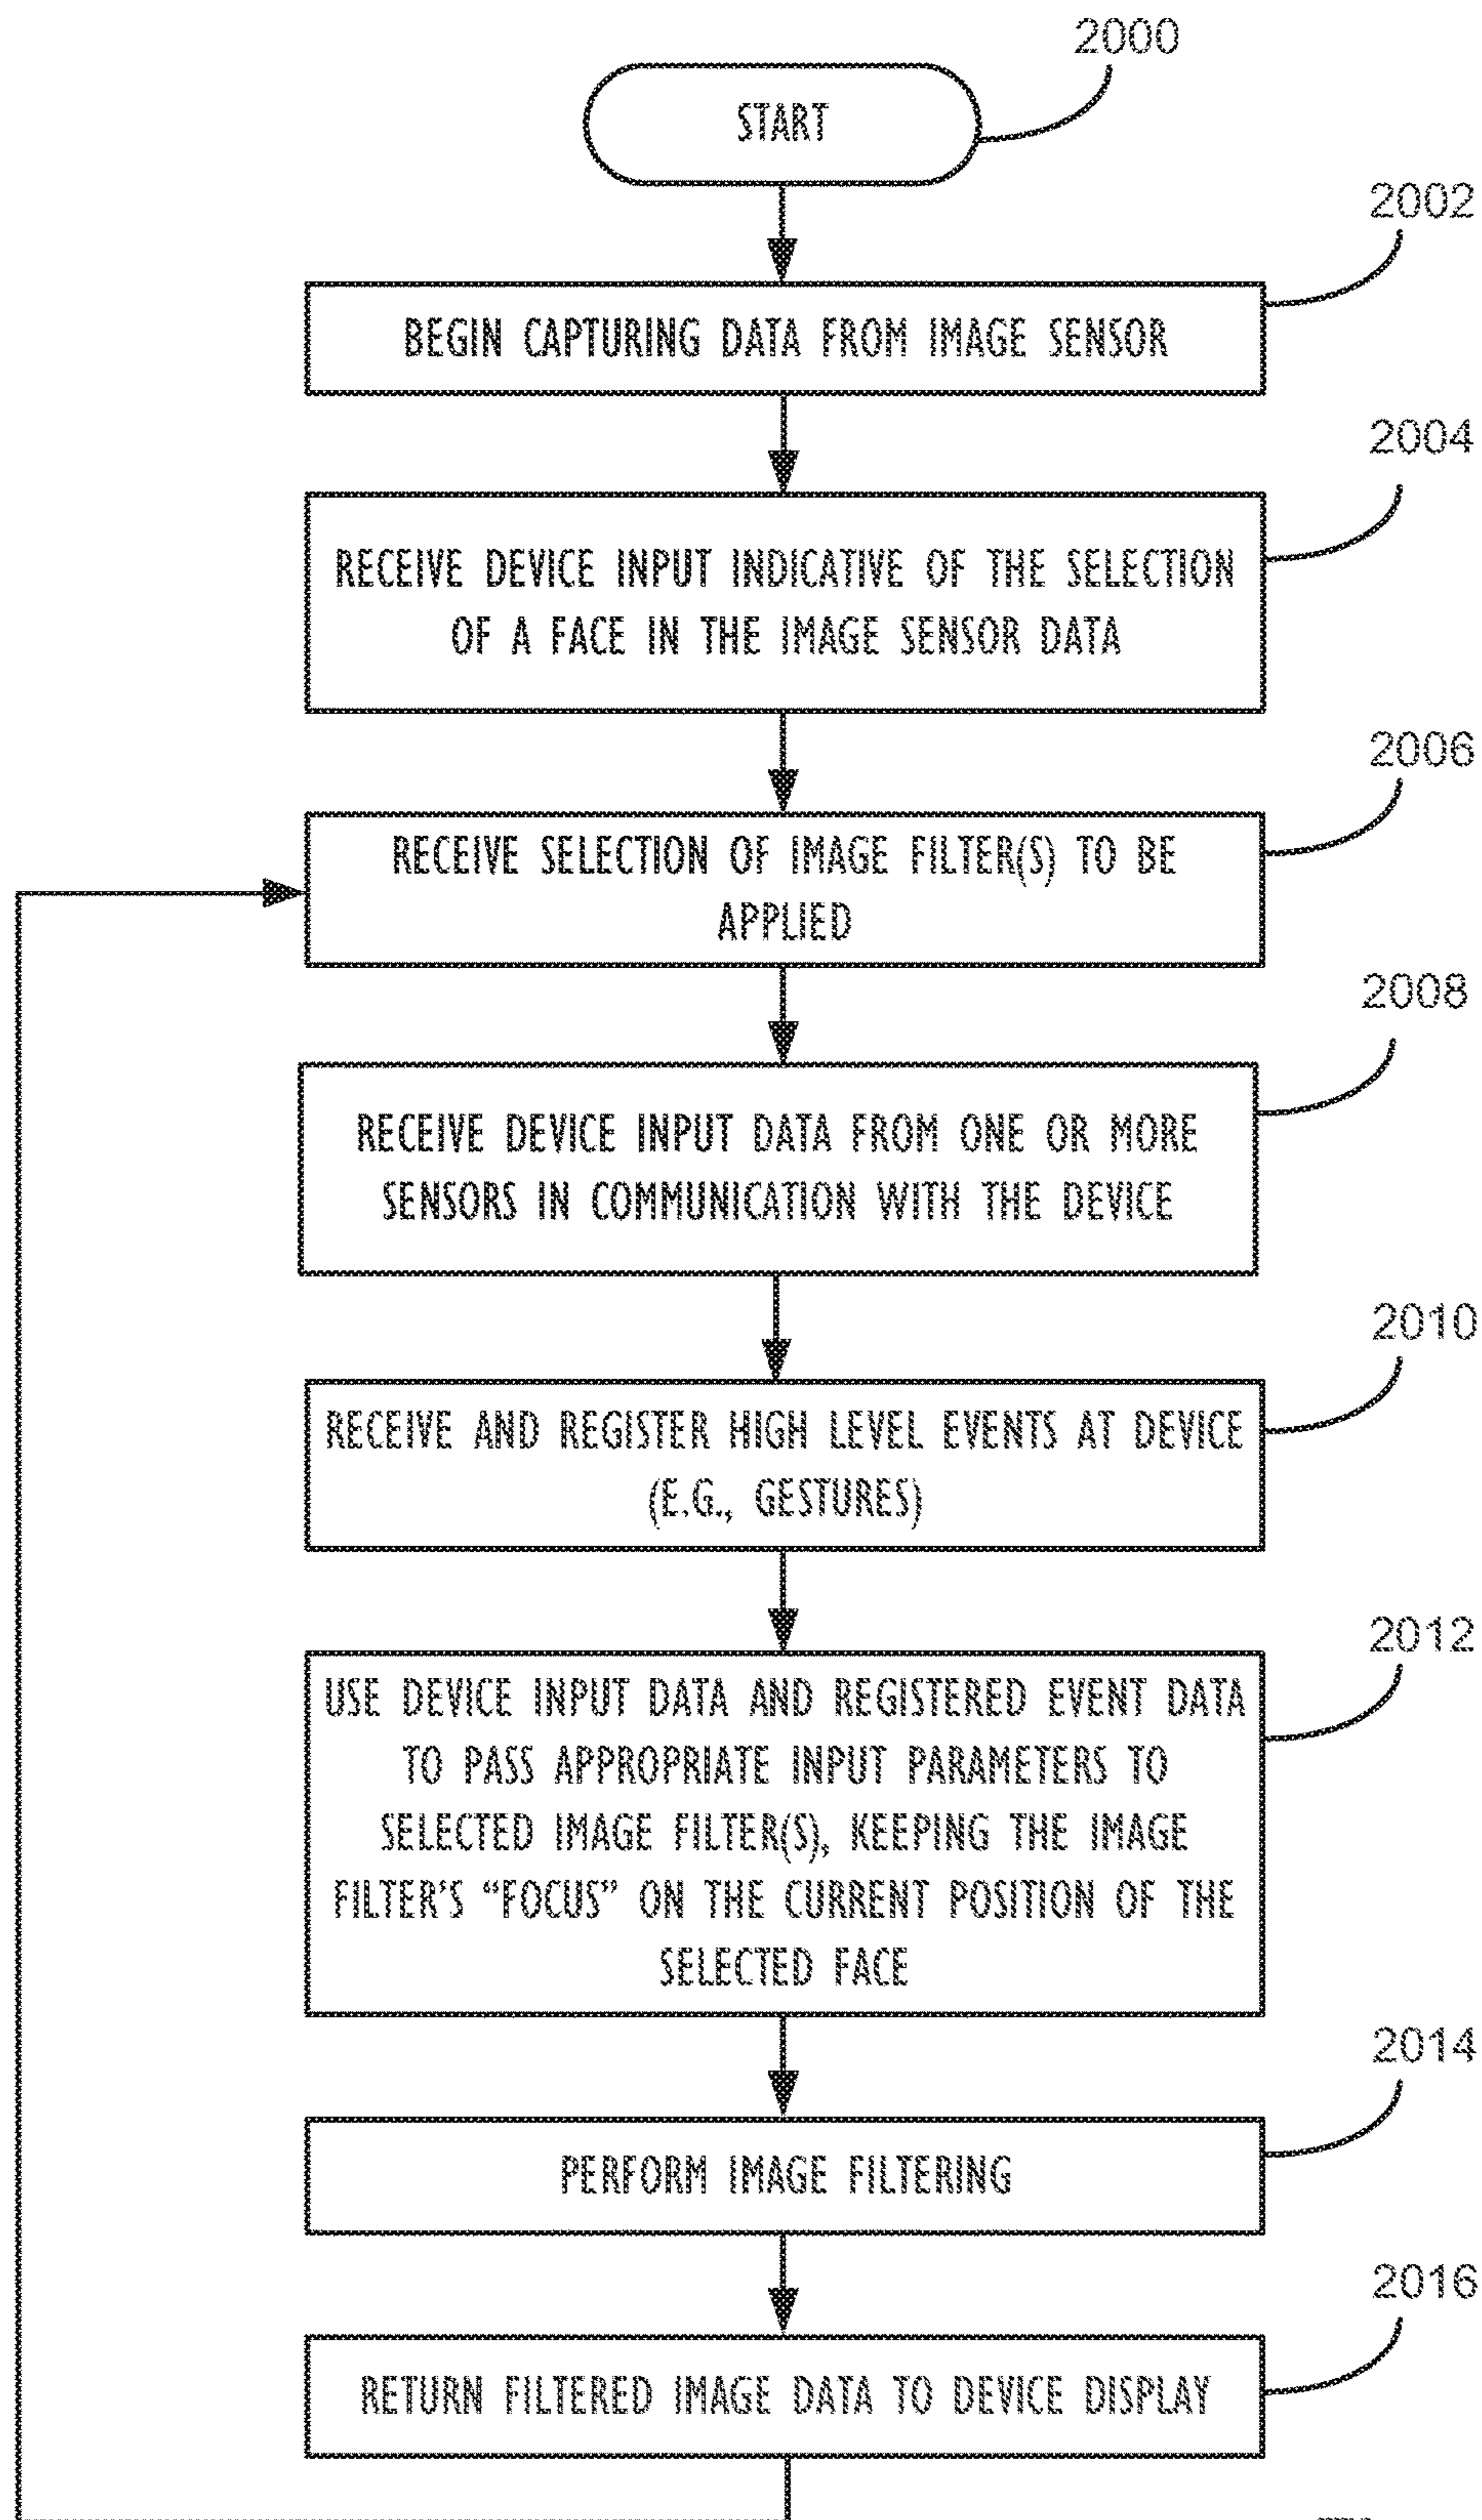 2000
START
2002
BEGIN CAPTURING DATA FROM IMAGE SENSOR
2004
RECEIVE DEVICE INPUT INDICATIVE OF THE SELECTION
OF A FACE IN THE IMAGE SENSOR DATA
2006
RECEIVE SELECTION OF IMAGE FILTER(S) TO BE
APPLIED
2008
RECEIVE DEVICE INPUT DATA FROM ONE OR MORE
SENSORS IN COMMUNICATION WITH THE DEVICE
2010
RECEIVE AND REGISTER HIGH LEVEL EVENTS AT DEVICE
(E.G., GESTURES)
2012
USE DEVICE INPUT DATA AND REGISTERED EVENT DATA
TO PASS APPROPRIATE INPUT PARAMETERS TO
SELECTED IMAGE FILTER(S), KEEPING THE IMAGE
FILTER'S “FOCUS” ON THE CURRENT POSITION OF THE
SELECTED FACE
2014
PERFORM IMAGE FILTERING
2016
RETURN FILTERED IMAGE DATA TO DEVICE DISPLAY